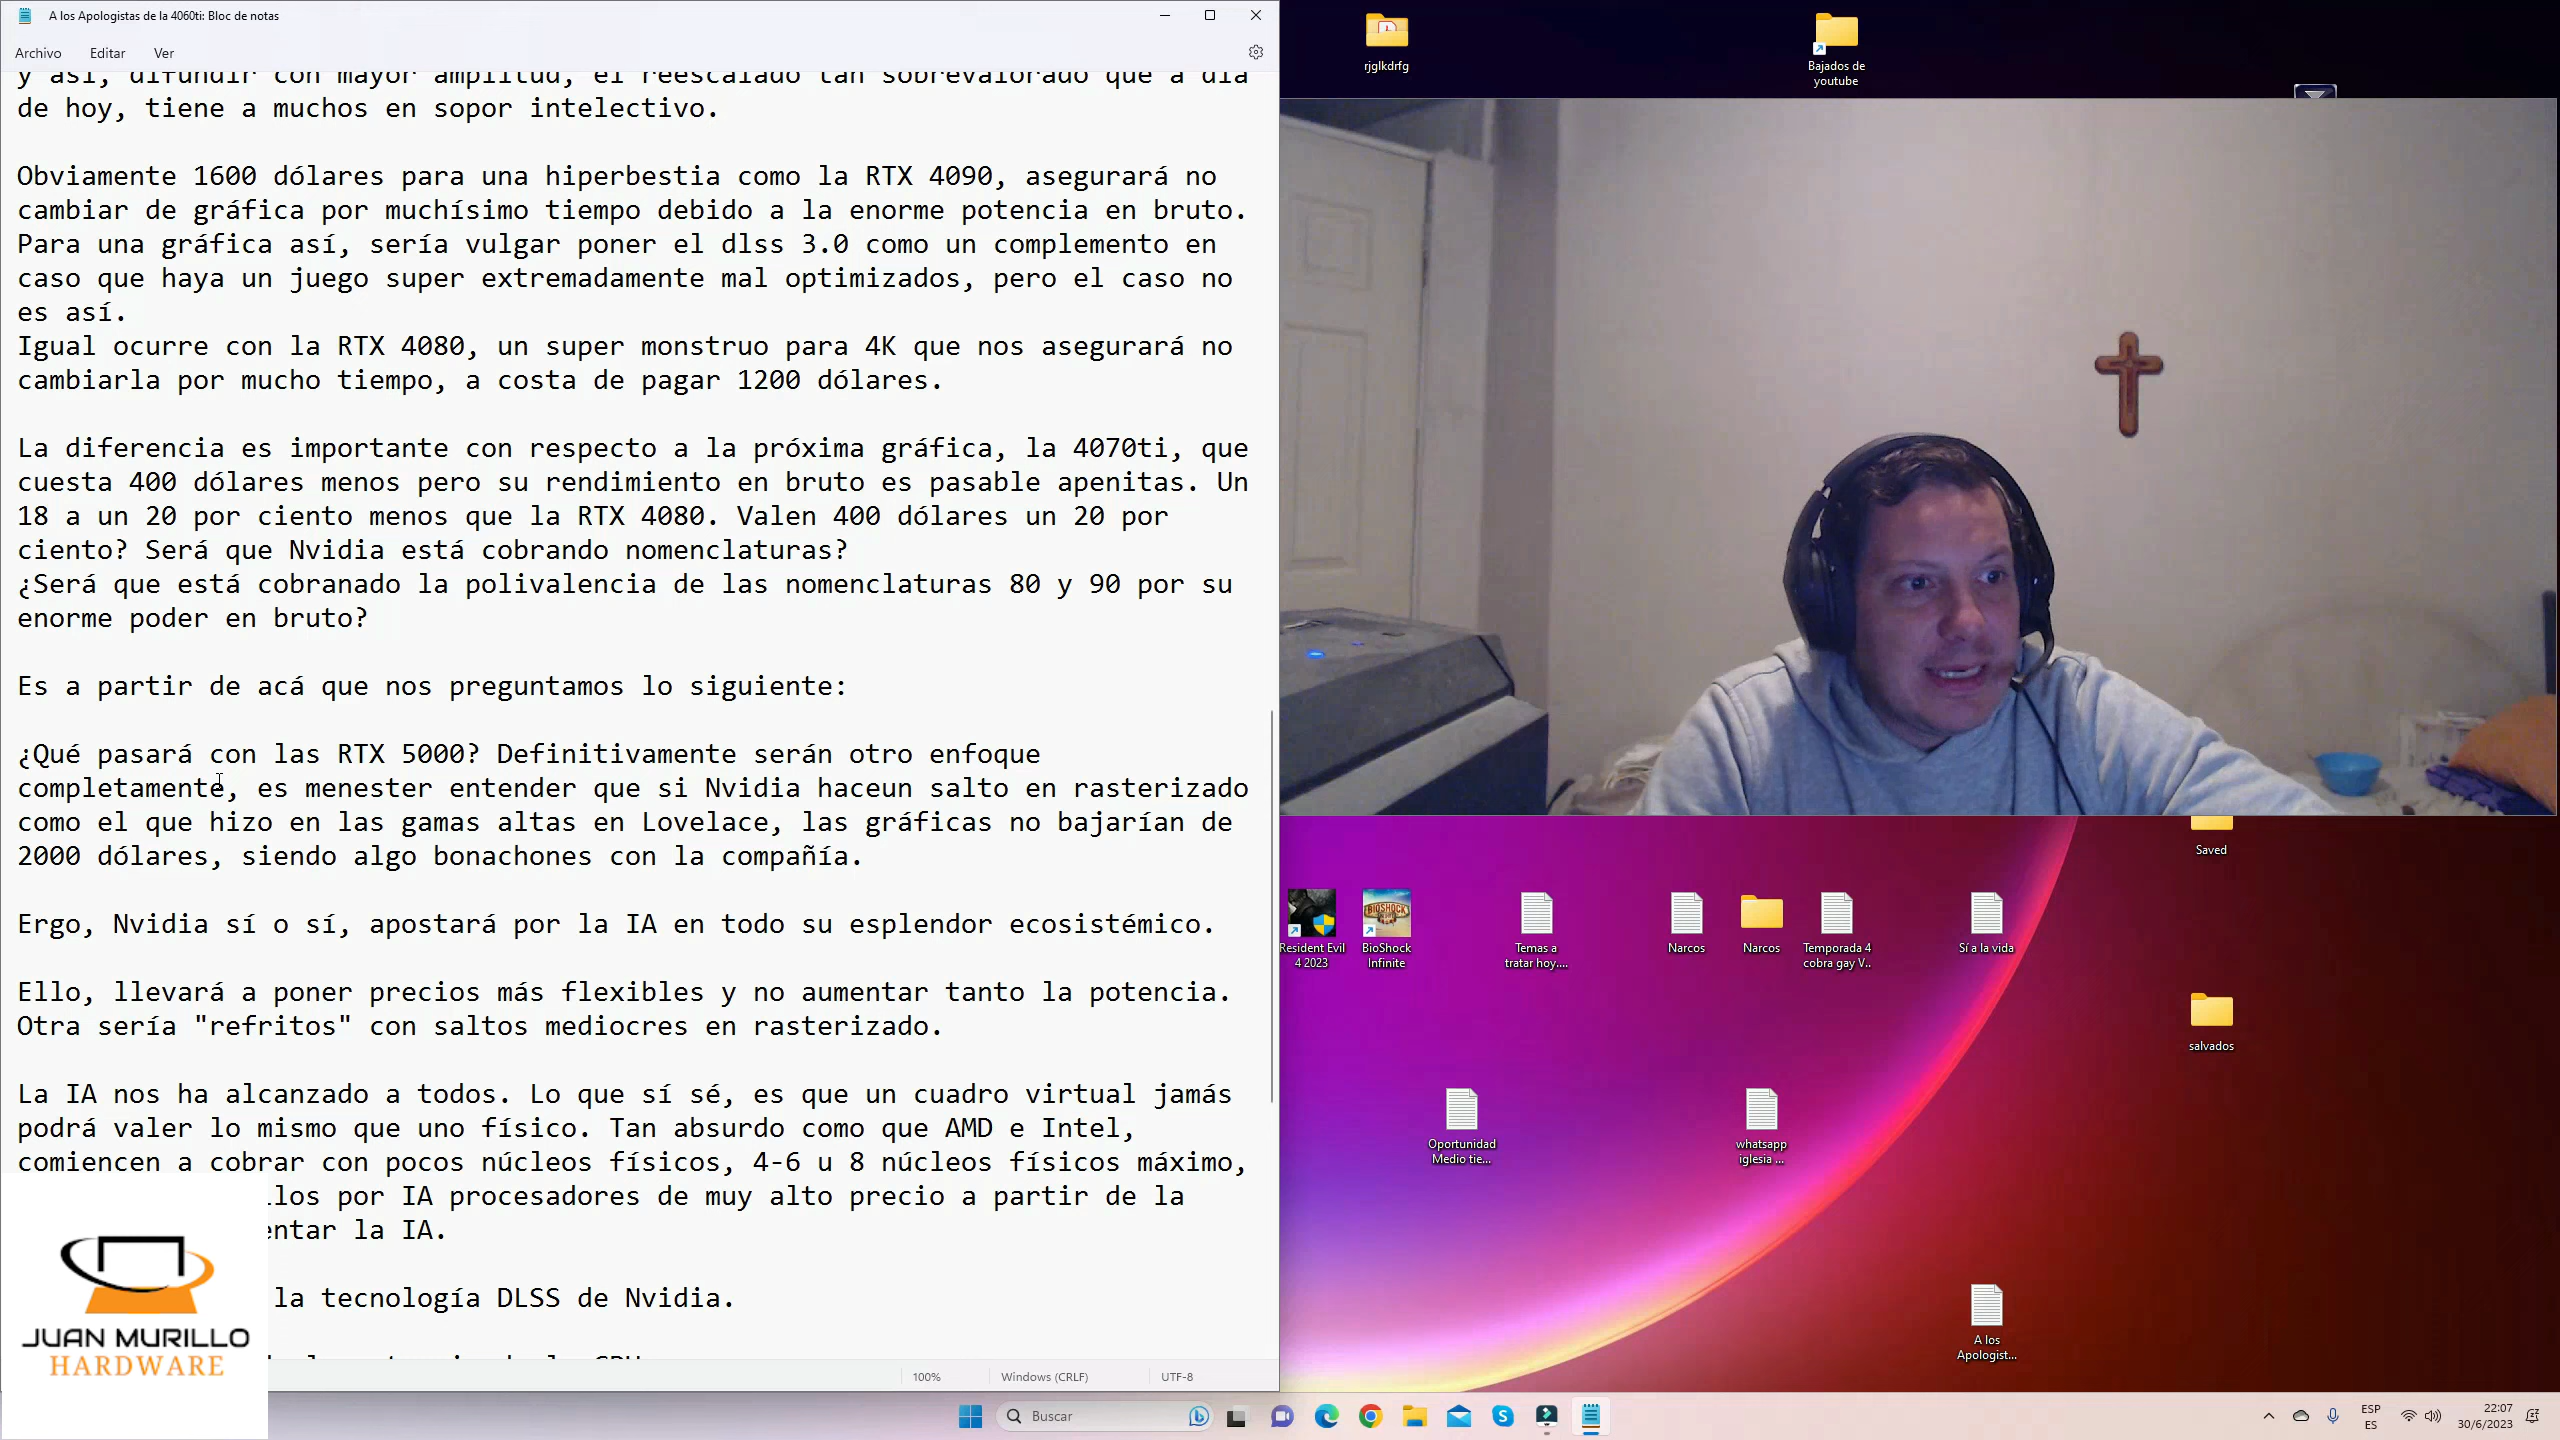 A los Apologistas de la 4060ti: Bloc de notas
Archivo Editar Ver
y así, difundir con mayor amplitud, el reescalado tan sobrevalorado que a día
de hoy, tiene a muchos en sopor intelectivo.
Obviamente 1600 dólares para una hiperbestia como la RTX 4090, asegurará no
cambiar de gráfica por muchísimo tiempo debido a la enorme potencia en bruto.
Para una gráfica así, sería vulgar poner el dlss 3.0 como un complemento en
caso que haya un juego super extremadamente mal optimizados, pero el caso no
es así.
Igual ocurre con la RTX 4080, un super monstruo para 4K que nos asegurará no
cambiarla por mucho tiempo, a costa de pagar 1200 dólares.
La diferencia es importante con respecto a la próxima gráfica, la 4070ti, que
cuesta 400 dólares menos pero su rendimiento en bruto es pasable apenitas. Un
18 a un 20 por ciento menos que la RTX 4080. Valen 400 dólares un 20 por
ciento? Será que Nvidia está cobrando nomenclaturas?
¿Será que está cobranado la polivalencia de las nomenclaturas 80 y 90 por su
enorme poder en bruto?
Es a partir de acá que nos preguntamos lo siguiente:
¿Qué pasará con las RTX 5000? Definitivamente serán otro enfoque
completamente, es menester entender que si Nvidia haceun salto en rasterizado
como el que hizo en las gamas altas en Lovelace, las gráficas no bajarían de
2000 dólares, siendo algo bonachones con la compañía.
Ergo, Nvidia sí o sí, apostará por la IA en todo su esplendor ecosistémico.
Ello, llevará a poner precios más flexibles y no aumentar tanto la potencia.
Otra sería "refritos" con saltos mediocres en rasterizado.
La IA nos ha alcanzado a todos. Lo que sí sé, es que un cuadro virtual jamás
podrá valer lo mismo que uno físico. Tan absurdo como que AMD e Intel,
comiencen a cobrar con pocos núcleos físicos, 4-6 u 8 núcleos físicos máximo,
llos por IA procesadores de muy alto precio a partir de la
entar la IA.
la tecnología DLSS de Nvidia.
JUAN MURILLO
HARDWARE
100% Windows (CRLF) UTF-8
rjglkdrfg
Bajados de
youtube
Saved
Resident Evil
4 2023
BioShock
Infinite
Temas a
tratar hoy....
Narcos
Narcos
Temporada 4
cobra gay V..
Sí a la vida
salvados
Oportunidad
Medio tie...
whatsapp
iglesia ...
A los
Apologist...
Buscar
ESP
ES
22:07
30/6/2023